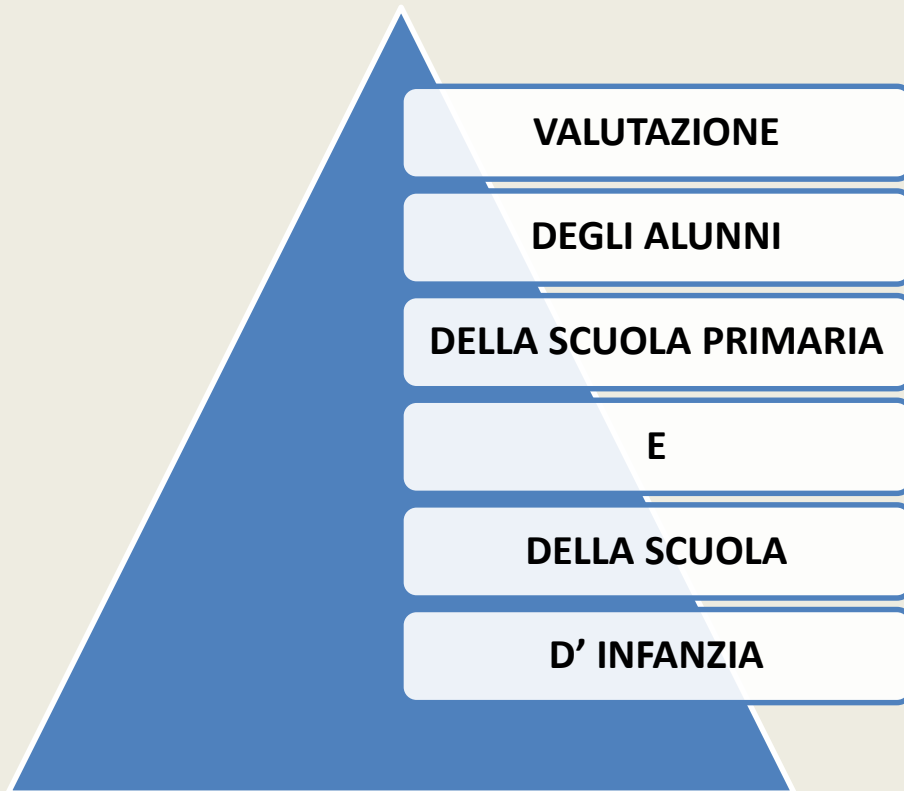 VALUTAZIONE
DEGLI ALUNNI
DELLA SCUOLA PRIMARIA
E
DELLA SCUOLA
D’ INFANZIA